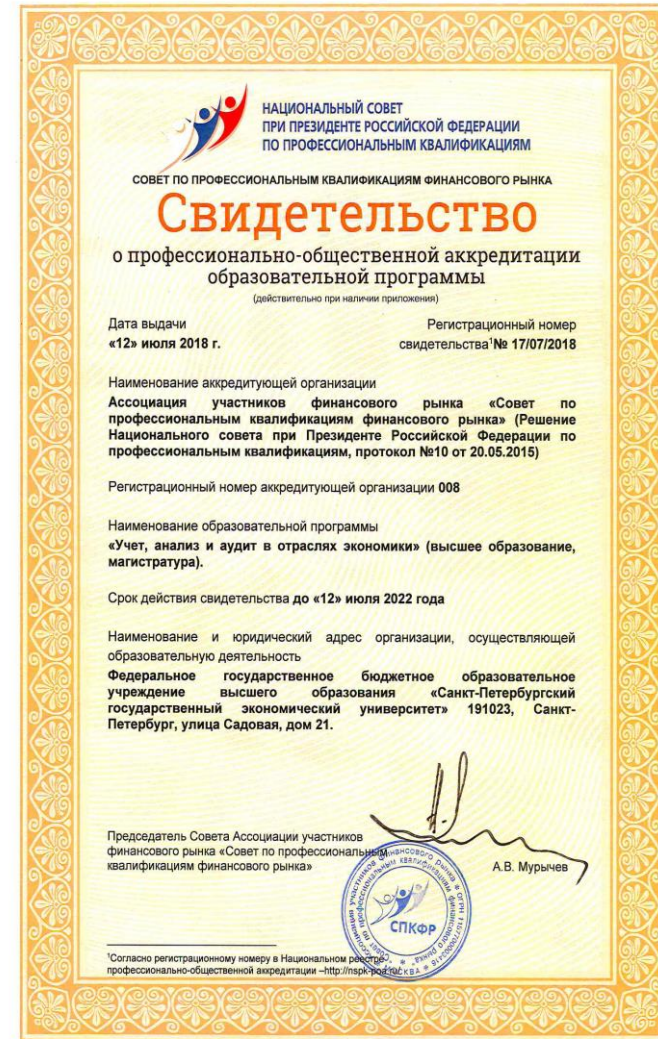 НАЦИОНАЛЬНЫЙ СОВЕТ
ПРИ ПРЕЗИДЕНТЕ РОССИЙСКОЙ ФЕДЕРАЦИИ
ПО ПРОФЕССИОНАЛЬНЫМ КВАЛИФИКАЦИЯМ
СОВЕТ ПО ПРОФЕССИОНАЛЬНЫМ КВАЛИФИКАЦИЯМ ФИНАНСОВОГО РЫНКА
Свидетельство
о профессионально-общественной аккредитации
образовательной программы
(действительно при наличии приложения)
Дата выдачи
«12» июля 2018 г.
Регистрационный номер
свидетельства¹№ 17/07/2018
Наименование аккредитующей организации
Ассоциация участников финансового рынка «Совет по
профессиональным квалификациям финансового рынка» (Решение
Национального совета при Президенте Российской Федерации по
профессиональным квалификациям, протокол №10 от 20.05.2015)
Регистрационный номер аккредитующей организации 008
Наименование образовательной программы
«Учет, анализ и аудит в отраслях экономики» (высшее образование,
магистратура).
Срок действия свидетельства до «12» июля 2022 года
Наименование и юридический адрес организации, осуществляющей
образовательную деятельность
Федеральное государственное бюджетное образовательное
учреждение высшего образования «Санкт-Петербургский
государственный экономический университет» 191023, Санкт-
Петербург, улица Садовая, дом 21.
Председатель Совета Ассоциации участников
финансового рынка «Совет по профессиональным
квалификациям финансового рынка»
А.В. Мурычев
СПКФР
¹Согласно регистрационному номеру в Национальном реестре
профессионально-общественной аккредитации –http://nspk-poa.ru/